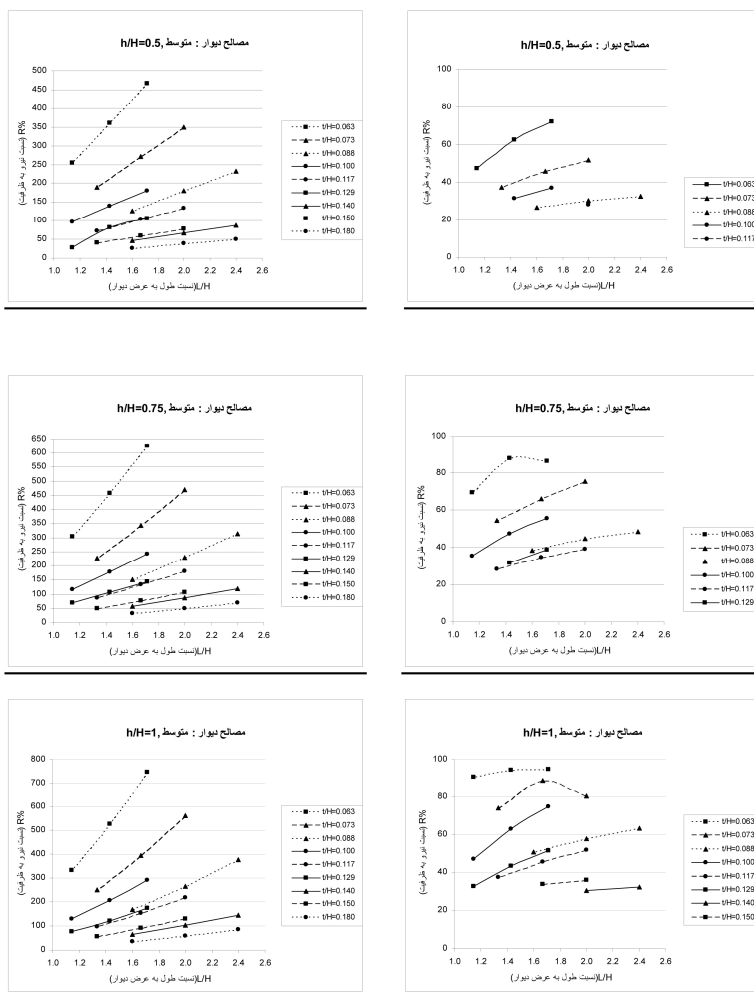 مصالح دیوار : متوسط ,h/H=0.5
500
450
400
350
300
250
200
150
100
50
0
R% (نسبت نیرو به ظرفیت)
1.0 1.2 1.4 1.6 1.8 2.0 2.2 2.4 2.6
L/H(نسبت طول به عرض دیوار)
t/H=0.063
t/H=0.073
t/H=0.088
t/H=0.100
t/H=0.117
t/H=0.129
t/H=0.140
t/H=0.150
t/H=0.180
مصالح دیوار : متوسط ,h/H=0.5
100
80
60
40
20
0
R% (نسبت نیرو به ظرفیت)
1.0 1.2 1.4 1.6 1.8 2.0 2.2 2.4 2.6
L/H(نسبت طول به عرض دیوار)
t/H=0.063
t/H=0.073
t/H=0.088
t/H=0.100
t/H=0.117
مصالح دیوار : متوسط ,h/H=0.75
650
600
550
500
450
400
350
300
250
200
150
100
50
0
R% (نسبت نیرو به ظرفیت)
1.0 1.2 1.4 1.6 1.8 2.0 2.2 2.4 2.6
L/H(نسبت طول به عرض دیوار)
t/H=0.063
t/H=0.073
t/H=0.088
t/H=0.100
t/H=0.117
t/H=0.129
t/H=0.140
t/H=0.150
t/H=0.180
مصالح دیوار : متوسط ,h/H=0.75
100
80
60
40
20
0
R% (نسبت نیرو به ظرفیت)
1.0 1.2 1.4 1.6 1.8 2.0 2.2 2.4 2.6
L/H(نسبت طول به عرض دیوار)
t/H=0.063
t/H=0.073
t/H=0.088
t/H=0.100
t/H=0.117
t/H=0.129
مصالح دیوار : متوسط ,h/H=1
800
700
600
500
400
300
200
100
0
R% (نسبت نیرو به ظرفیت)
1.0 1.2 1.4 1.6 1.8 2.0 2.2 2.4 2.6
L/H(نسبت طول به عرض دیوار)
t/H=0.063
t/H=0.073
t/H=0.088
t/H=0.100
t/H=0.117
t/H=0.129
t/H=0.140
t/H=0.150
t/H=0.180
مصالح دیوار : متوسط ,h/H=1
100
80
60
40
20
0
R% (نسبت نیرو به ظرفیت)
1.0 1.2 1.4 1.6 1.8 2.0 2.2 2.4 2.6
L/H(نسبت طول به عرض دیوار)
t/H=0.063
t/H=0.073
t/H=0.088
t/H=0.100
t/H=0.117
t/H=0.129
t/H=0.140
t/H=0.150